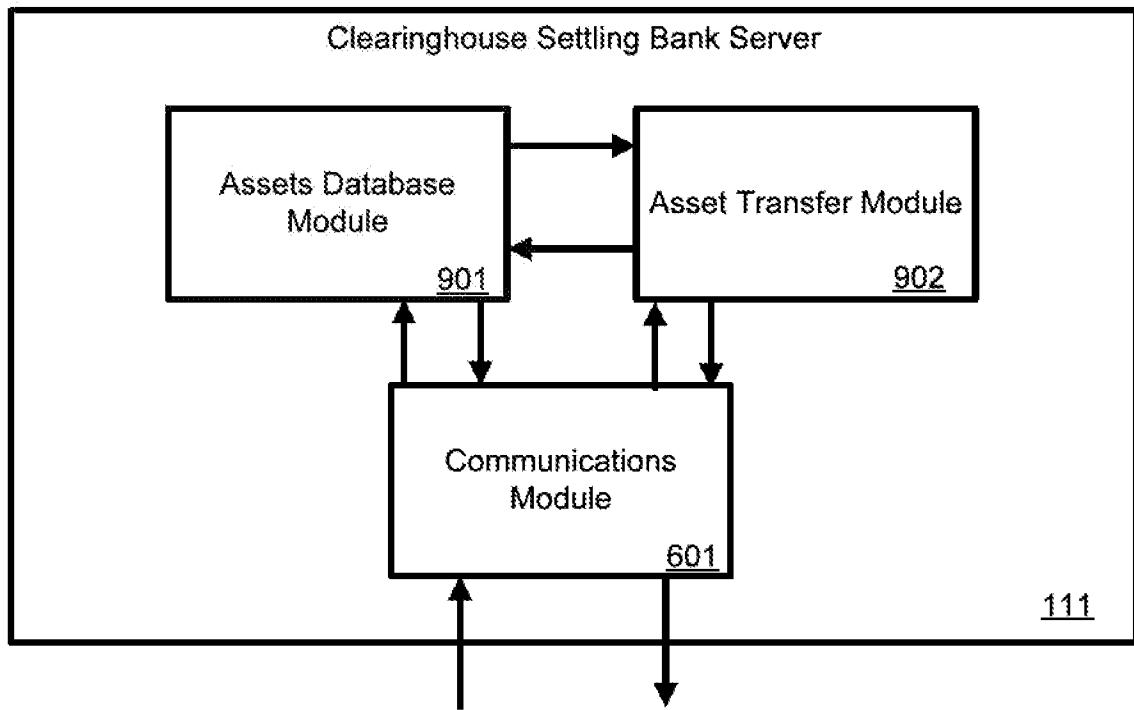 Clearinghouse Settling Bank Server
Assets Database
Module
901
Asset Transfer Module
902
Communications
Module
601
111